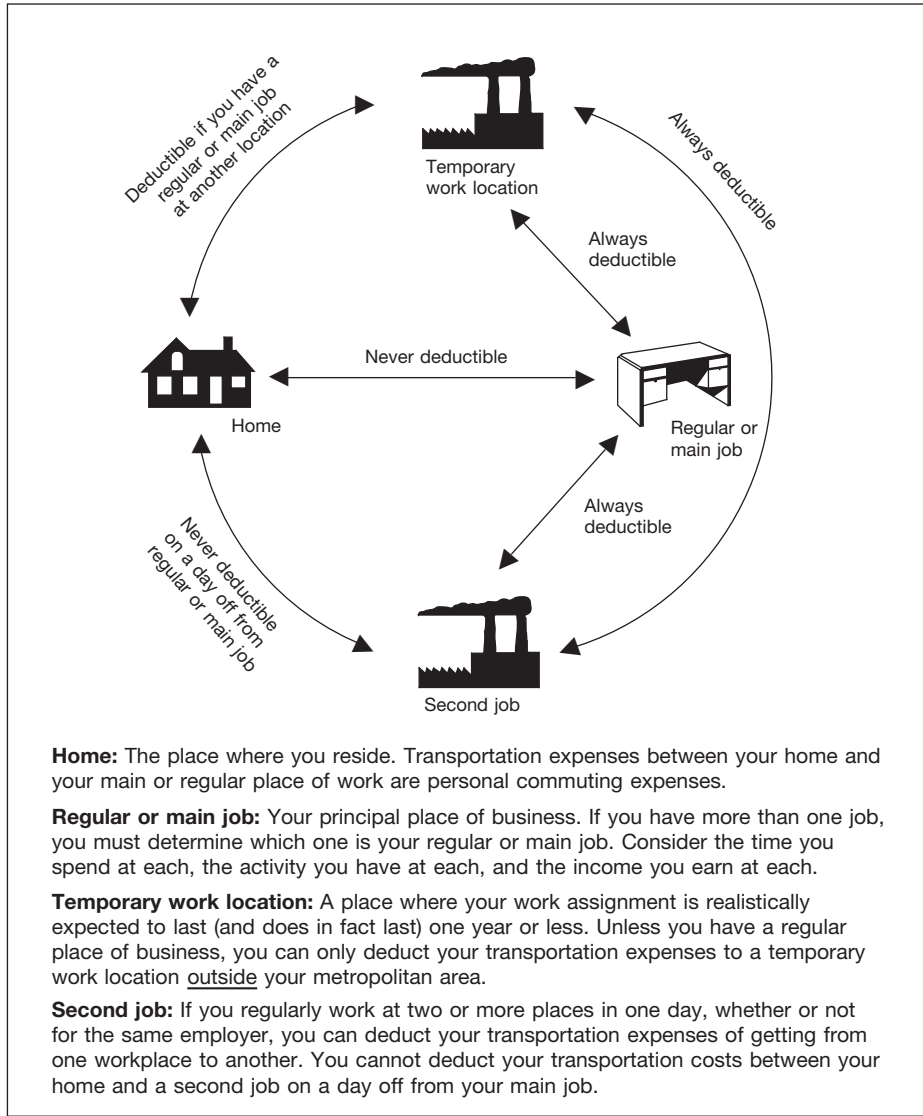 Deductible if you have a
regular or main job
at another location
Temporary
work location
Always deductible
Always
deductible
Never deductible
Home
Regular or
main job
Always
deductible
Never deductible
on a day off from
regular or main job
Second job
Home: The place where you reside. Transportation expenses between your home and
your main or regular place of work are personal commuting expenses.
Regular or main job: Your principal place of business. If you have more than one job,
you must determine which one is your regular or main job. Consider the time you
spend at each, the activity you have at each, and the income you earn at each.
Temporary work location: A place where your work assignment is realistically
expected to last (and does in fact last) one year or less. Unless you have a regular
place of business, you can only deduct your transportation expenses to a temporary
work location outside your metropolitan area.
Second job: If you regularly work at two or more places in one day, whether or not
for the same employer, you can deduct your transportation expenses of getting from
one workplace to another. You cannot deduct your transportation costs between your
home and a second job on a day off from your main job.